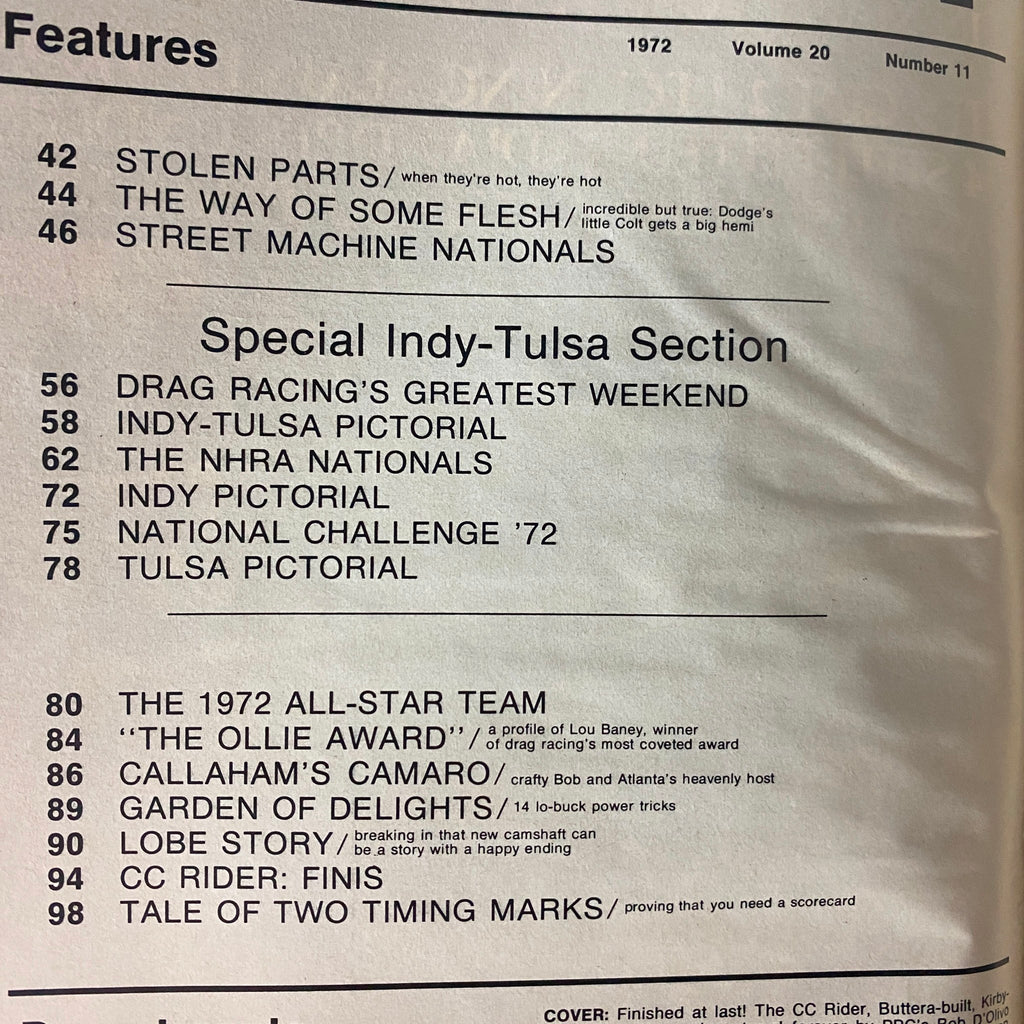 Features 1972 Volume 20 Number 11
42 STOLEN PARTS/when they're hot, they're hot
44 THE WAY OF SOME FLESH/incredible but true: Dodge's
little Colt gets a big hemi
46 STREET MACHINE NATIONALS
Special Indy-Tulsa Section
56 DRAG RACING'S GREATEST WEEKEND
58 INDY-TULSA PICTORIAL
62 THE NHRA NATIONALS
72 INDY PICTORIAL
75 NATIONAL CHALLENGE '72
78 TULSA PICTORIAL
80 THE 1972 ALL-STAR TEAM
84 "THE OLLIE AWARD"/a profile of Lou Baney, winner
of drag racing's most coveted award
86 CALLAHAM'S CAMARO/crafty Bob and Atlanta's heavenly host
89 GARDEN OF DELIGHTS/14 lo-buck power tricks
90 LOBE STORY/breaking in that new camshaft can
be a story with a happy ending
94 CC RIDER: FINIS
98 TALE OF TWO TIMING MARKS/proving that you need a scorecard
COVER: Finished at last! The CC Rider, Buttera-built, Kirby-
D'Olivo